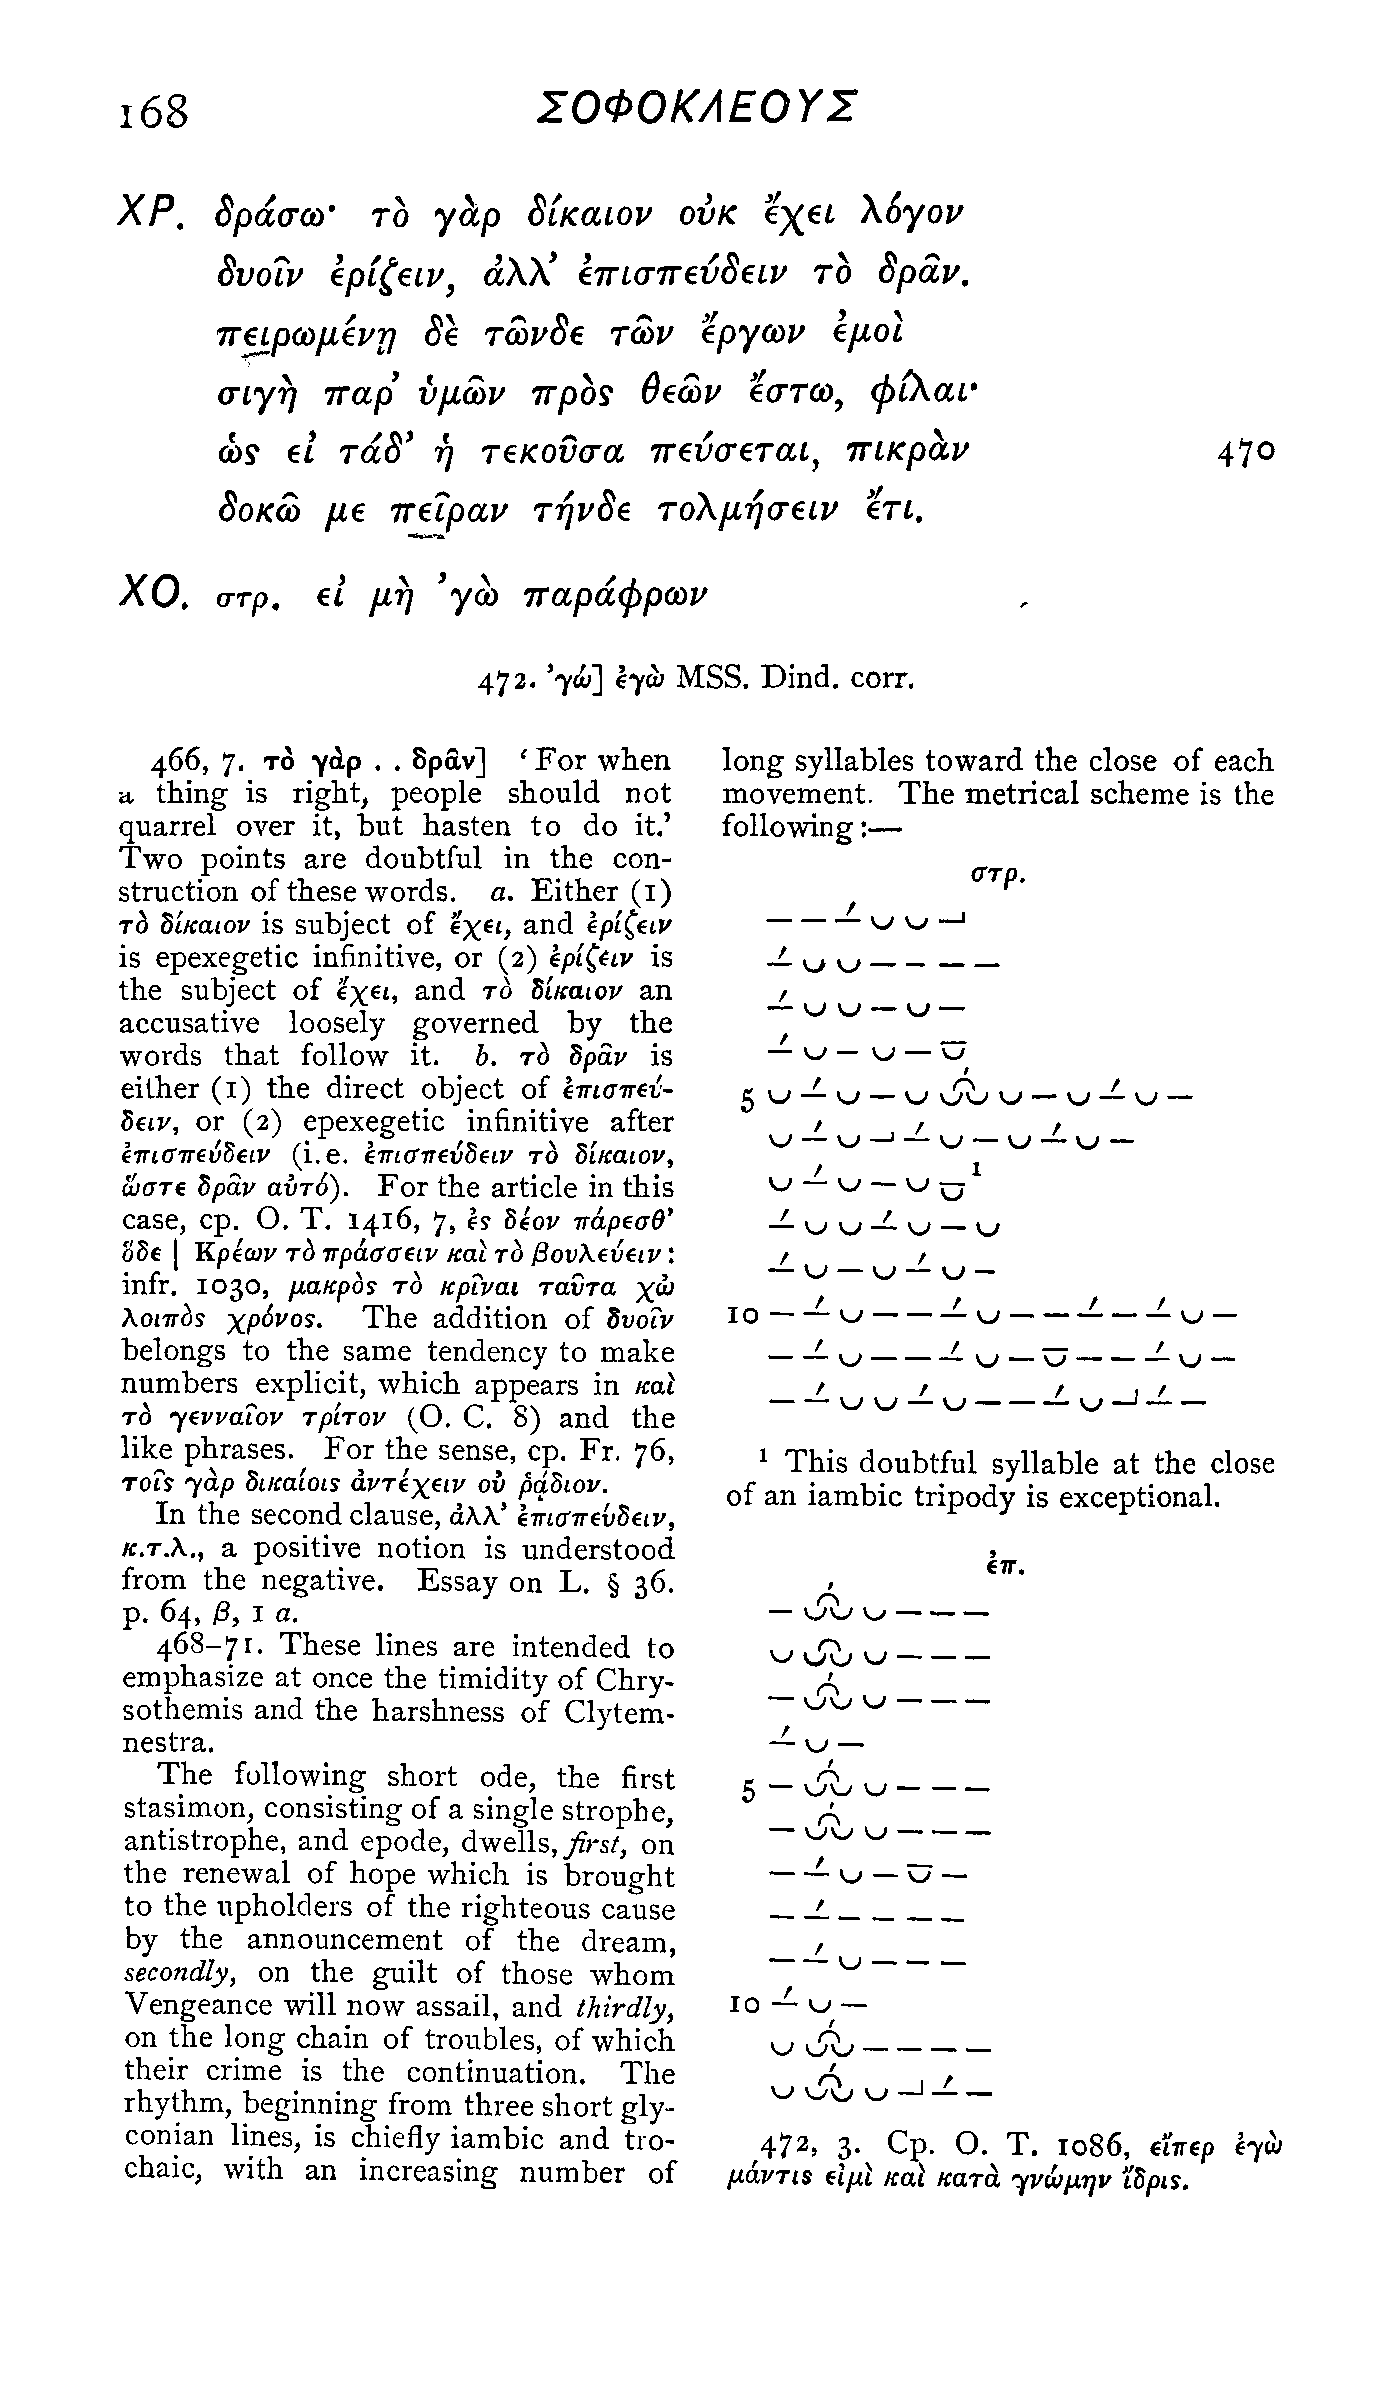 168 ΣΟΦΟΚΛΕΟΥΣ
ΧΡ. δράσω· τὸ γὰρ δίκαιον οὐκ ἔχει λόγον
δυοῖν ἐρίζειν, ἀλλ’ ἐπισπεύδειν τὸ δρᾶν.
πειρωμένῃ δὲ τῶνδε τῶν ἔργων ἐμοὶ
σιγὴ παρ’ ὑμῶν πρὸς θεῶν ἔστω, φίλαι·
ὡς εἰ τάδ’ ἡ τεκοῦσα πεύσεται, πικρὰν 470
δοκῶ με πεῖραν τήνδε τολμήσειν ἔτι.
ΧΟ. στρ. εἰ μὴ ’γὼ παράφρων
472. ’γώ] ἐγὼ MSS. Dind. corr.
466, 7. τὸ γὰρ . . δρᾶν] ‘For when
a thing is right, people should not
quarrel over it, but hasten to do it.’
Two points are doubtful in the con-
struction of these words. a. Either (1)
τὸ δίκαιον is subject of ἔχει, and ἐρίζειν
is epexegetic infinitive, or (2) ἐρίζειν is
the subject of ἔχει, and τὸ δίκαιον an
accusative loosely governed by the
words that follow it. b. τὸ δρᾶν is
either (1) the direct object of ἐπισπεύ-
δειν, or (2) epexegetic infinitive after
ἐπισπεύδειν (i.e. ἐπισπεύδειν τὸ δίκαιον,
ὥστε δρᾶν αὐτό). For the article in this
case, cp. O. T. 1416, 7, ἐς δέον πάρεσθ’
ὅδε | Κρέων τὸ πράσσειν καὶ τὸ βουλεύειν :
infr. 1030, μακρὸς τὸ κρῖναι ταῦτα χὠ
λοιπὸς χρόνος. The addition of δυοῖν
belongs to the same tendency to make
numbers explicit, which appears in καὶ
τὸ γενναῖον τρίτον (O. C. 8) and the
like phrases. For the sense, cp. Fr. 76,
τοῖς γὰρ δικαίοις ἀντέχειν οὐ ῥᾴδιον.
In the second clause, ἀλλ’ ἐπισπεύδειν,
κ.τ.λ., a positive notion is understood
from the negative. Essay on L. § 36.
p. 64, β, 1 a.
468–71. These lines are intended to
emphasize at once the timidity of Chry-
sothemis and the harshness of Clytem-
nestra.
The following short ode, the first
stasimon, consisting of a single strophe,
antistrophe, and epode, dwells, first, on
the renewal of hope which is brought
to the upholders of the righteous cause
by the announcement of the dream,
secondly, on the guilt of those whom
Vengeance will now assail, and thirdly,
on the long chain of troubles, of which
their crime is the continuation. The
rhythm, beginning from three short gly-
conian lines, is chiefly iambic and tro-
chaic, with an increasing number of
long syllables toward the close of each
movement. The metrical scheme is the
following :—
στρ.
5
1
10
1 This doubtful syllable at the close
of an iambic tripody is exceptional.
ἐπ.
5
10
472, 3. Cp. O. T. 1086, εἴπερ ἐγὼ
μάντις εἰμὶ καὶ κατὰ γνώμην ἴδρις.